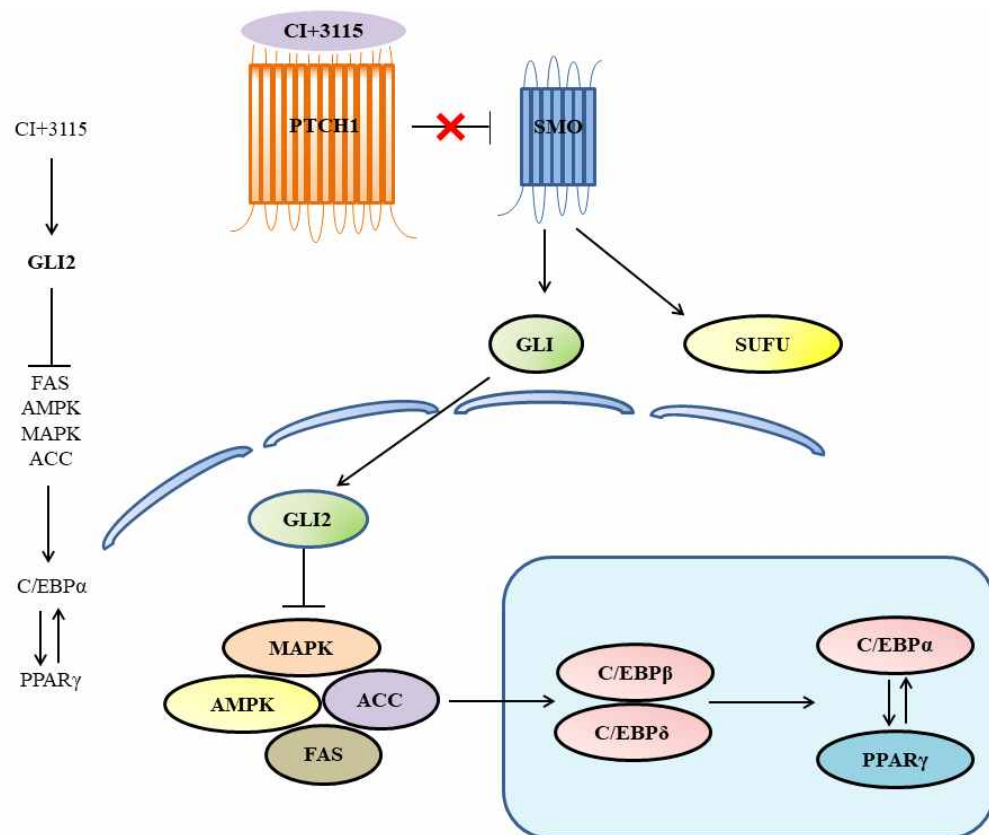 CI+3115
GLI2
FAS
AMPK
MAPK
ACC
C/EBPα
PPARγ
CI+3115
PTCH1
SMO
GLI
SUFU
GLI2
MAPK
AMPK
ACC
FAS
C/EBPβ
C/EBPδ
C/EBPα
PPARγ